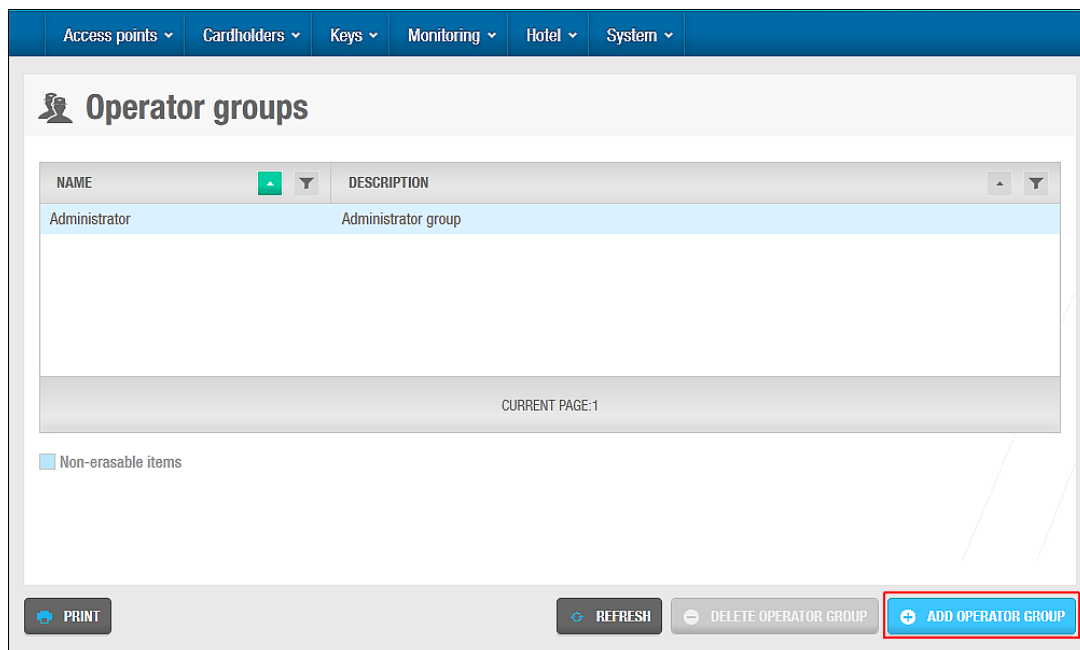 Access points Cardholders Keys Monitoring Hotel System
Operator groups
NAME DESCRIPTION
Administrator Administrator group
CURRENT PAGE:1
Non-erasable items
PRINT REFRESH DELETE OPERATOR GROUP ADD OPERATOR GROUP